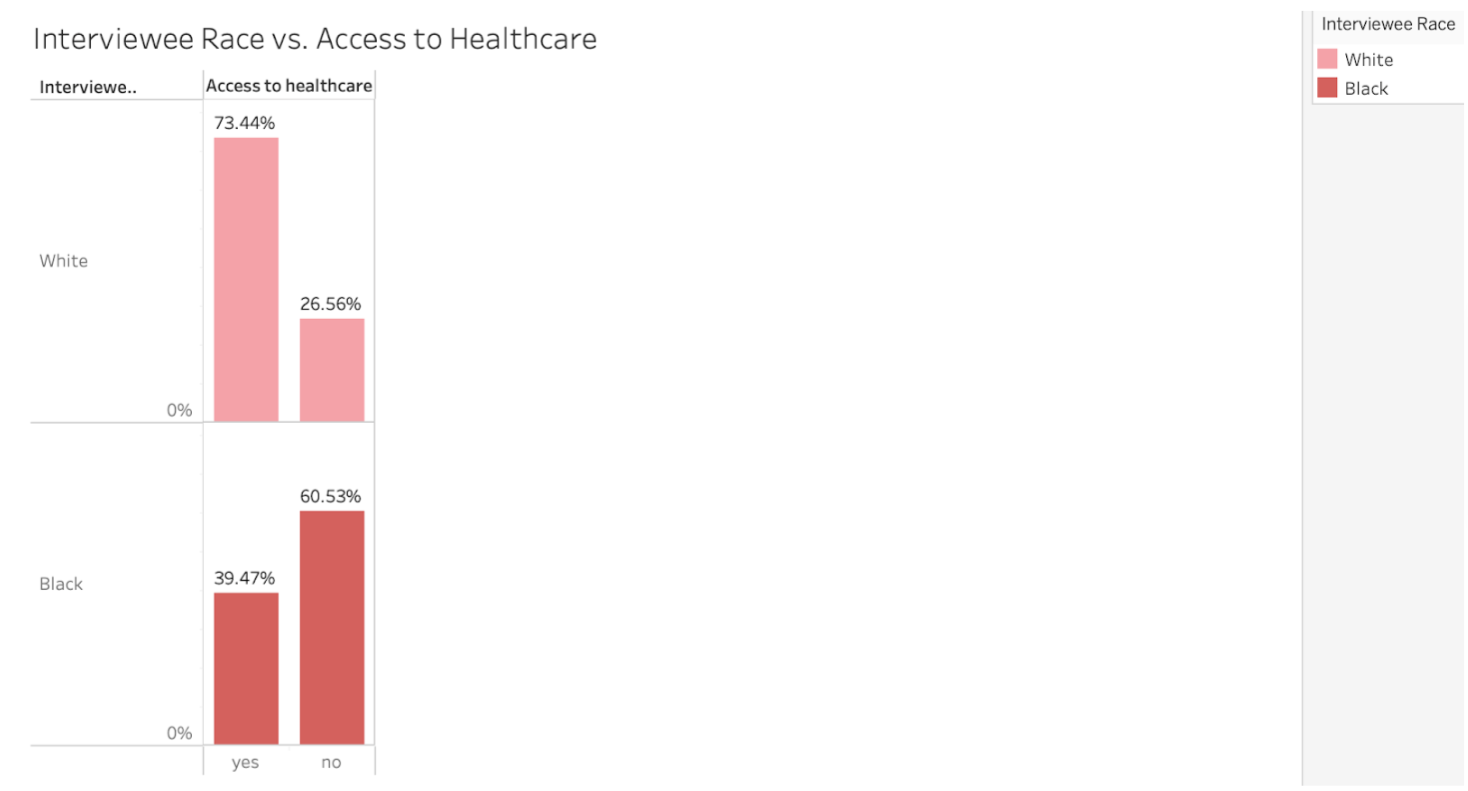 Interviewee Race vs. Access to Healthcare
Interviewe..
Access to healthcare
73.44%
26.56%
White
0%
60.53%
39.47%
Black
0%
yes
no
Interviewee Race
White
Black